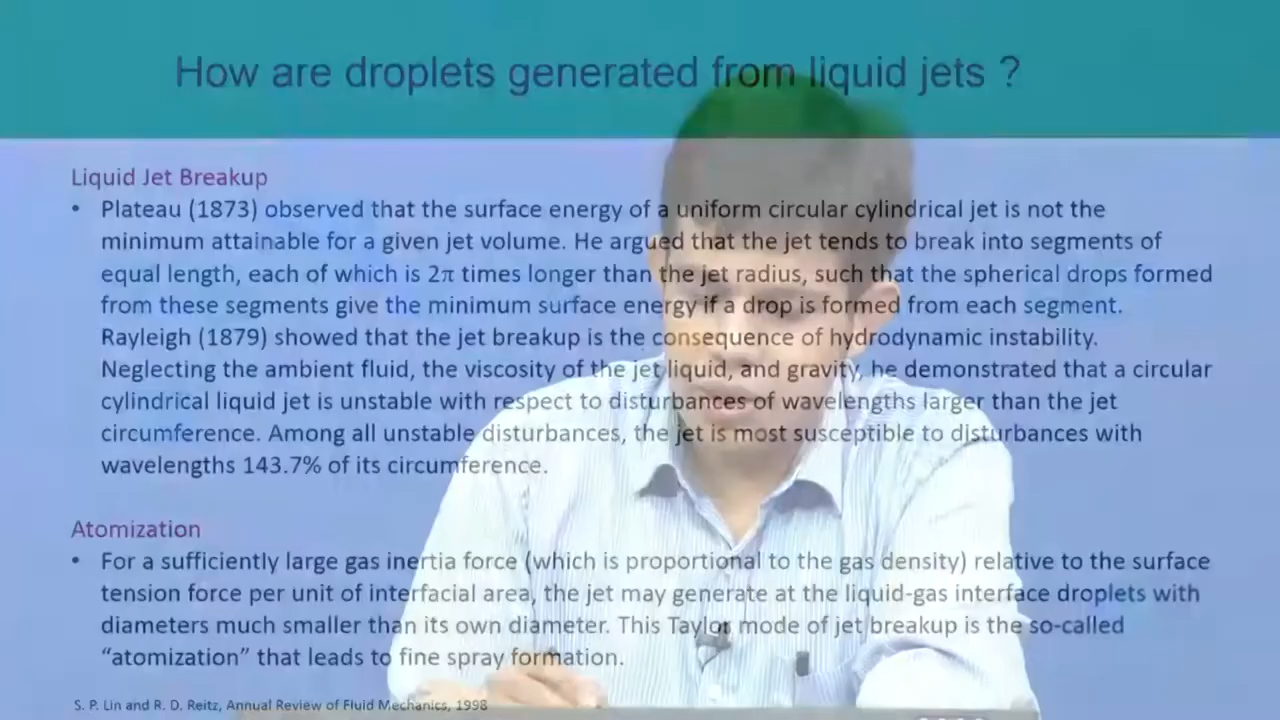 How are droplets generated from liquid jets ?
Liquid Jet Breakup
• Plateau (1873) observed that the surface energy of a uniform circular cylindrical jet is not the
minimum attainable for a given jet volume. He argued that the jet tends to break into segments of
equal length, each of which is 2π times longer than the jet radius, such that the spherical drops formed
from these segments give the minimum surface energy if a drop is formed from each segment.
Rayleigh (1879) showed that the jet breakup is the consequence of hydrodynamic instability.
Neglecting the ambient fluid, the viscosity of the jet liquid, and gravity, he demonstrated that a circular
cylindrical liquid jet is unstable with respect to disturbances of wavelengths larger than the jet
circumference. Among all unstable disturbances, the jet is most susceptible to disturbances with
wavelengths 143.7% of its circumference.
Atomization
• For a sufficiently large gas inertia force (which is proportional to the gas density) relative to the surface
tension force per unit of interfacial area, the jet may generate at the liquid-gas interface droplets with
diameters much smaller than its own diameter. This Taylor mode of jet breakup is the so-called
“atomization” that leads to fine spray formation.
S. P. Lin and R. D. Reitz, Annual Review of Fluid Mechanics, 1998